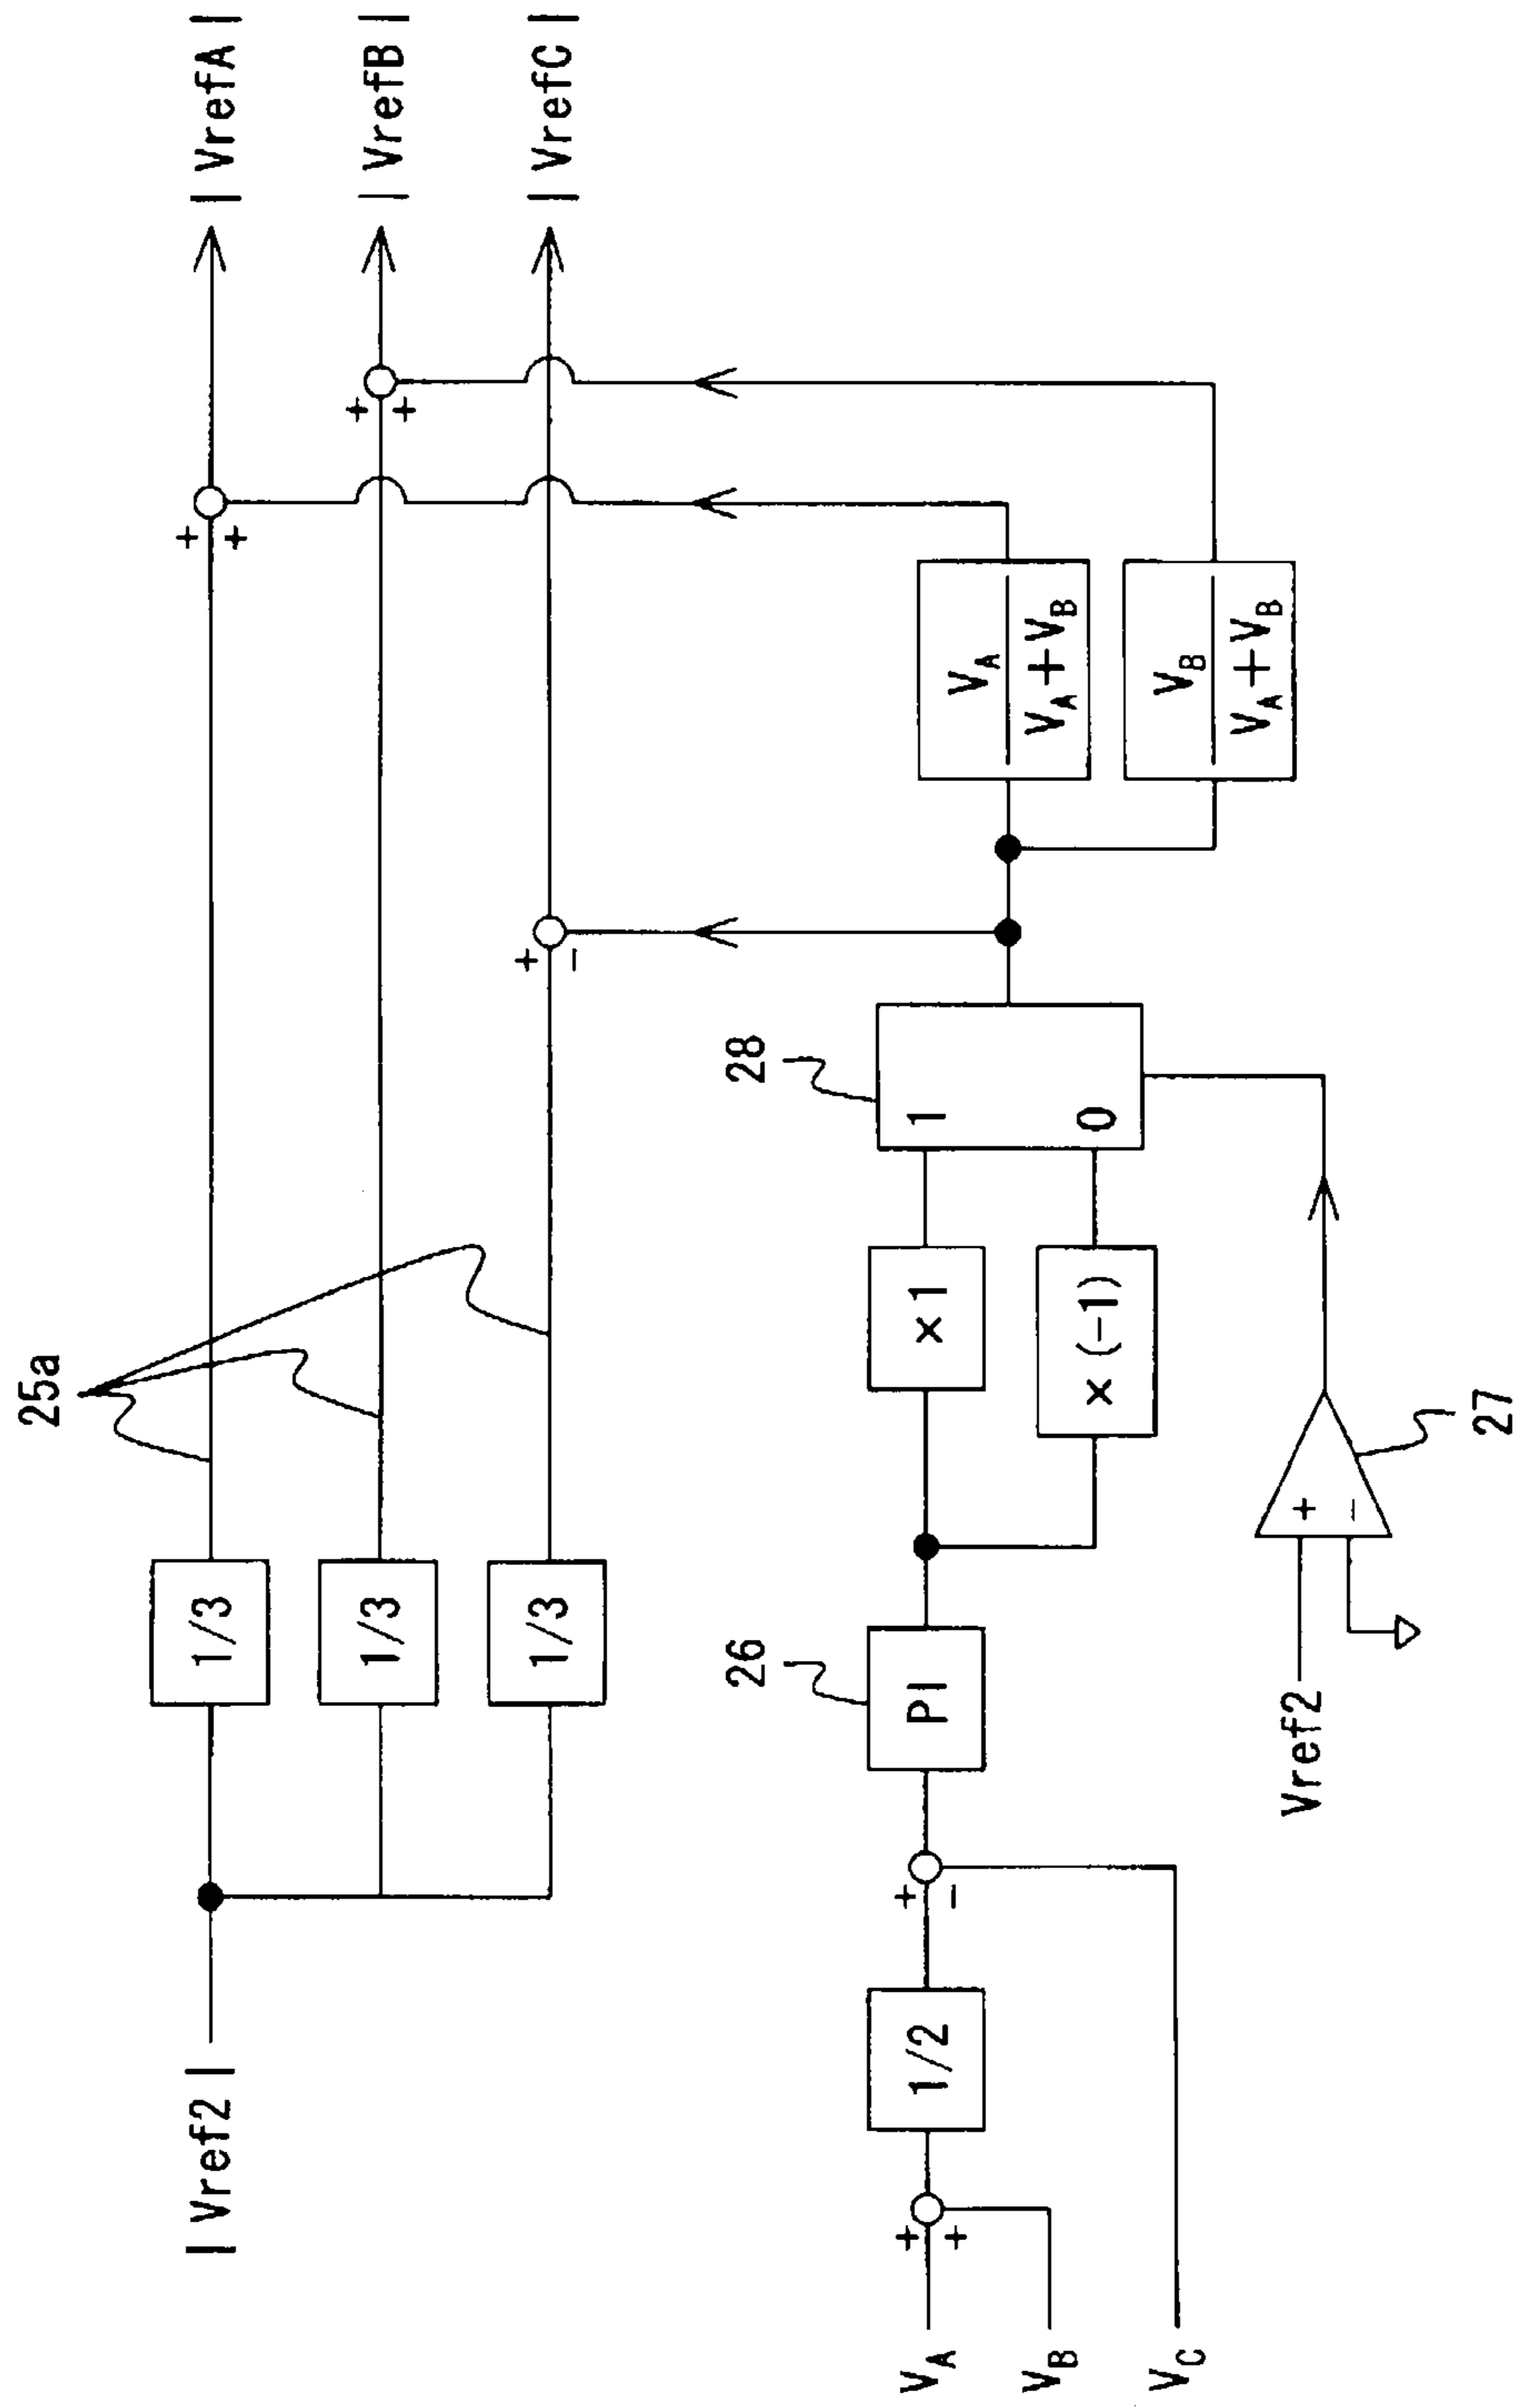 25a
|Vref2|
1/3
1/3
1/3
+
+
+
+
+
−
|VrefA|
|VrefB|
|VrefC|
VA
VB
VC
+
+
1/2
+
−
26
PI
×1
×(-1)
28
1
0
VA
VA+VB
VB
VA+VB
Vref2
+
−
27